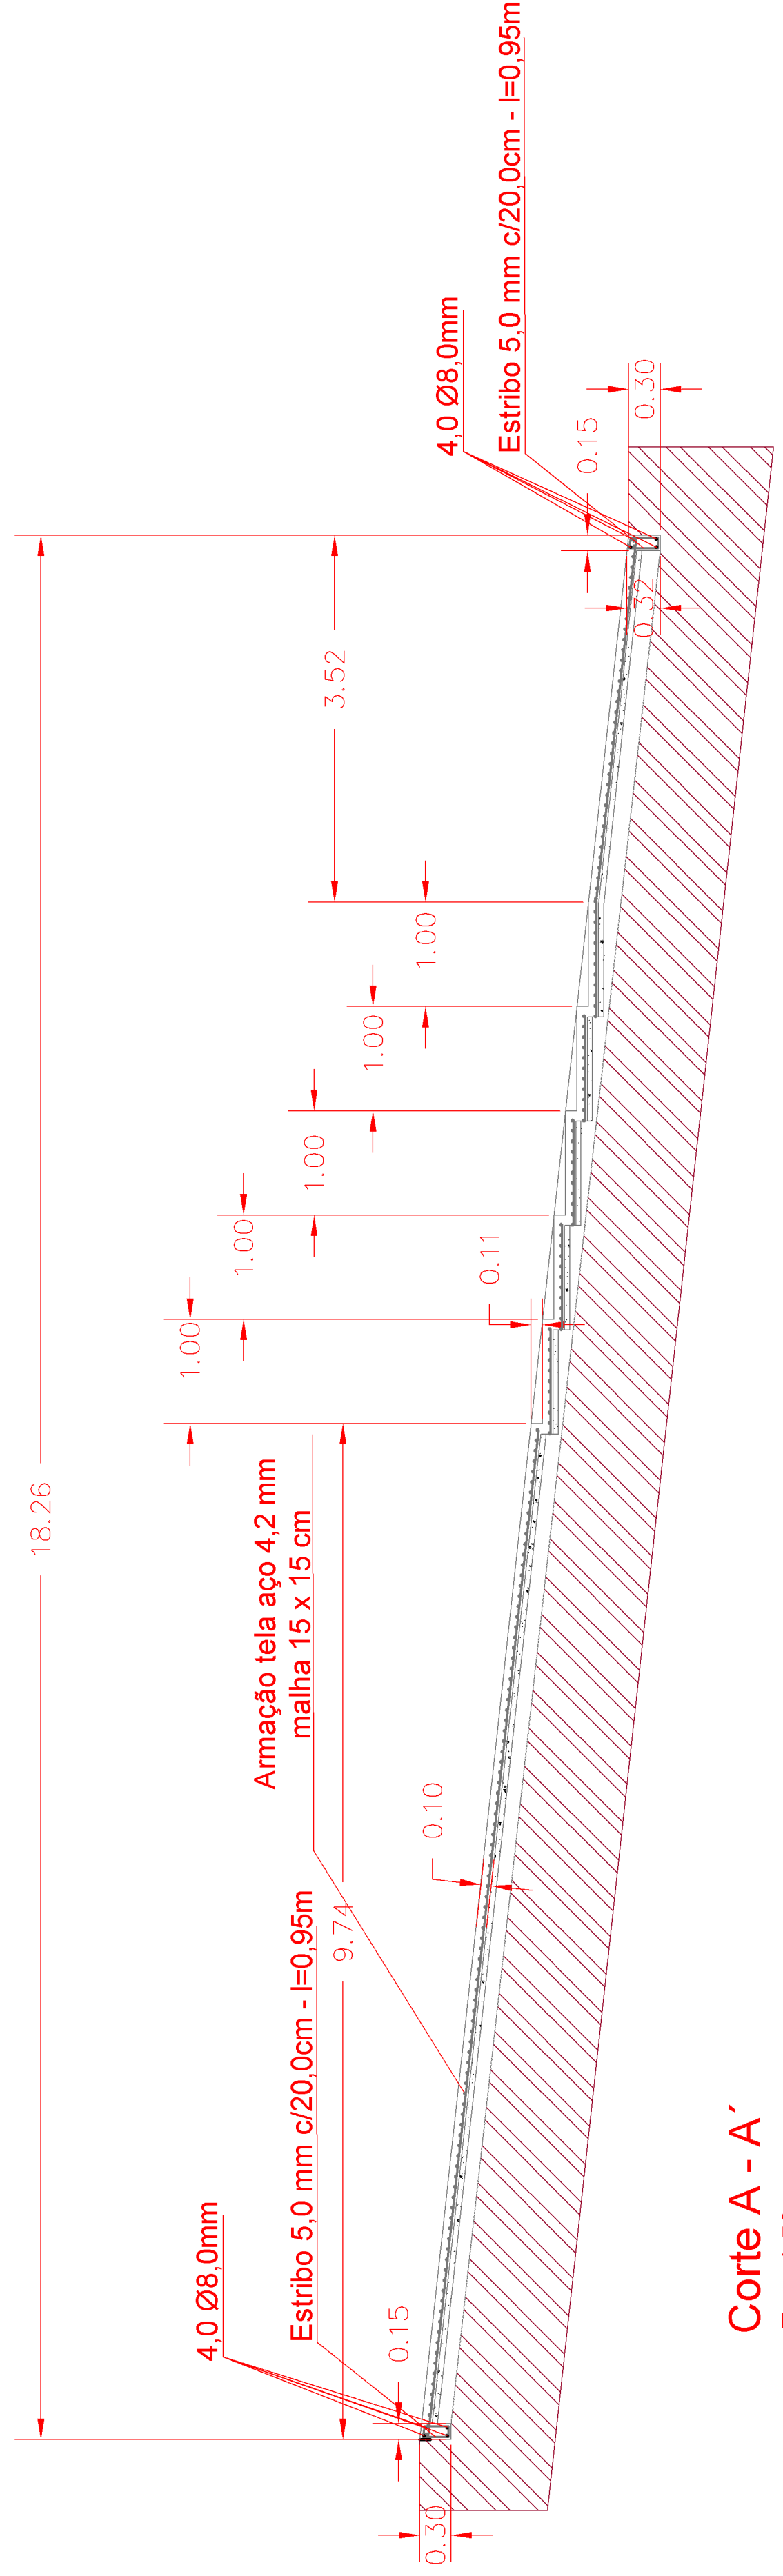 18.26
3.52
1.00
1.00
1.00
1.00
1.00
9.74
4,0 Ø8,0mm
Estribo 5,0 mm c/20,0cm - l=0,95m
0.15
0.30
Armação tela aço 4,2 mm
malha 15 x 15 cm
0.10
0.11
4,0 Ø8,0mm
Estribo 5,0 mm c/20,0cm - l=0,95m
0.15
0.30
0.32
Corte A - A´